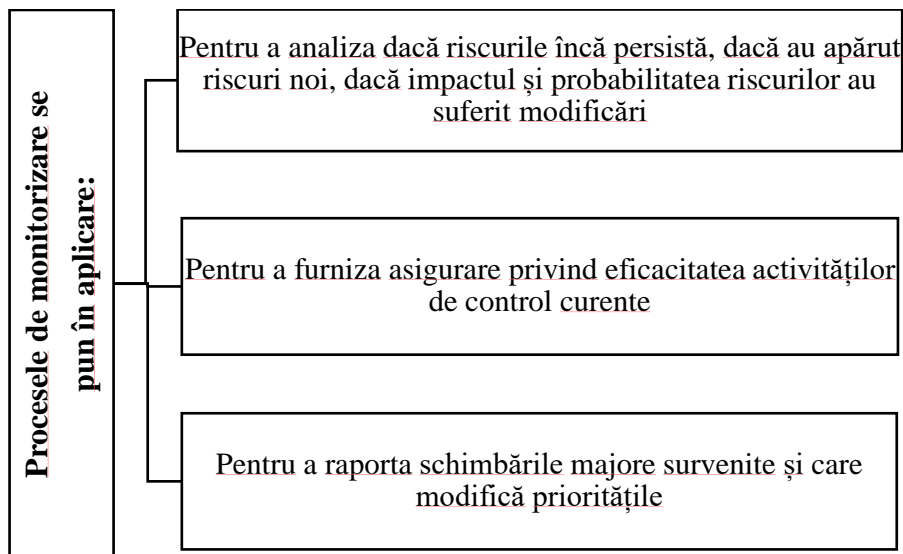 Procesele de monitorizare se
pun în aplicare:
Pentru a analiza dacă riscurile încă persistă, dacă au apărut
riscuri noi, dacă impactul și probabilitatea riscurilor au
suferit modificări
Pentru a furniza asigurare privind eficacitatea activităților
de control curente
Pentru a raporta schimbările majore survenite și care
modifică prioritățile